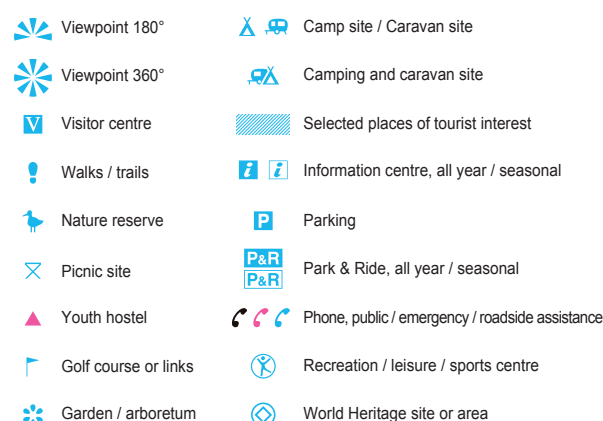 Viewpoint 180°
Camp site / Caravan site
Viewpoint 360°
Camping and caravan site
V
Visitor centre
Selected places of tourist interest
Walks / trails
i i
Information centre, all year / seasonal
Nature reserve
P
Parking
Picnic site
P&R
P&R
Park & Ride, all year / seasonal
Youth hostel
Phone, public / emergency / roadside assistance
Golf course or links
Recreation / leisure / sports centre
Garden / arboretum
World Heritage site or area